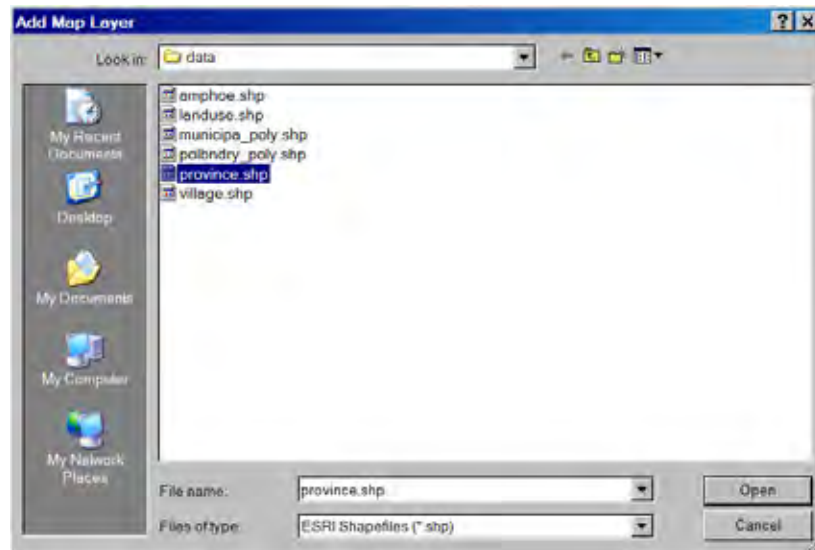 Add Map Layer
Look in:
data
My Recent
Documents
Desktop
My Documents
My Computer
My Network
Places
amphoe.shp
landuse.shp
municipa_poly.shp
polbndry_poly.shp
province.shp
village.shp
File name:
province.shp
Open
Files of type:
ESRI Shapefiles (*.shp)
Cancel